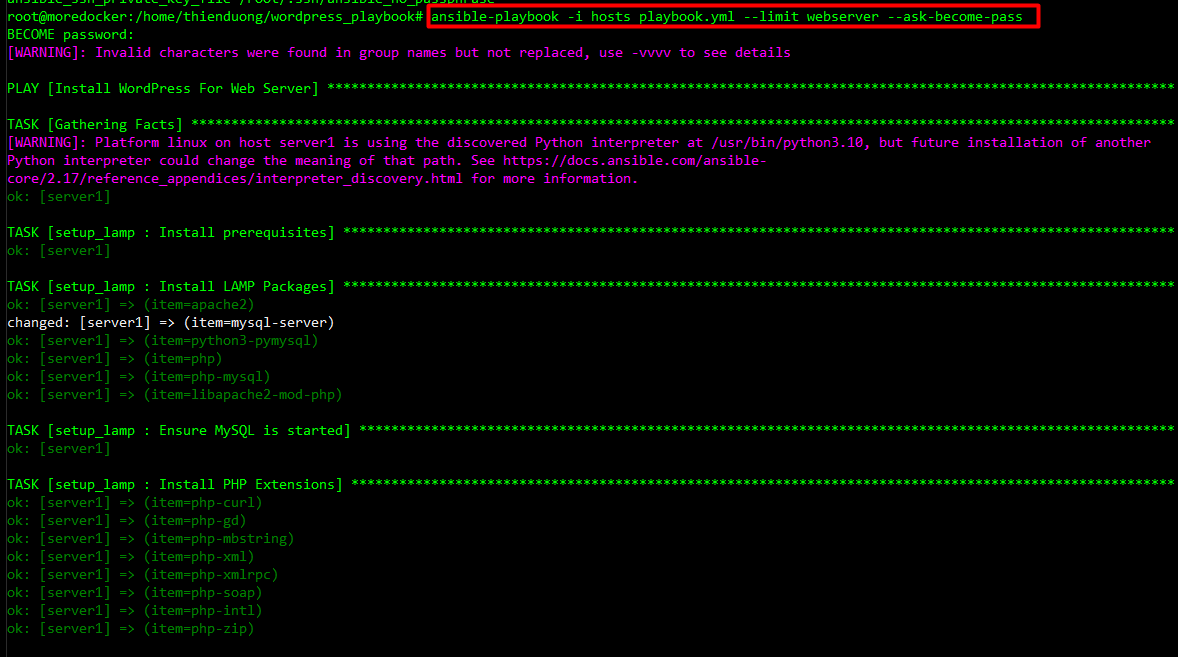 ansible_ssh_private_key_file /root/.ssh/ansible_no_passphrase
root@moredocker:/home/thienduong/wordpress_playbook# ansible-playbook -i hosts playbook.yml --limit webserver --ask-become-pass
BECOME password:
[WARNING]: Invalid characters were found in group names but not replaced, use -vvvv to see details
PLAY [Install WordPress For Web Server] *********************************************************************************************************
TASK [Gathering Facts] **************************************************************************************************************************
[WARNING]: Platform linux on host server1 is using the discovered Python interpreter at /usr/bin/python3.10, but future installation of another
Python interpreter could change the meaning of that path. See https://docs.ansible.com/ansible-
core/2.17/reference_appendices/interpreter_discovery.html for more information.
ok: [server1]
TASK [setup_lamp : Install prerequisites] *******************************************************************************************************
ok: [server1]
TASK [setup_lamp : Install LAMP Packages] *******************************************************************************************************
ok: [server1] => (item=apache2)
changed: [server1] => (item=mysql-server)
ok: [server1] => (item=python3-pymysql)
ok: [server1] => (item=php)
ok: [server1] => (item=php-mysql)
ok: [server1] => (item=libapache2-mod-php)
TASK [setup_lamp : Ensure MySQL is started] *****************************************************************************************************
ok: [server1]
TASK [setup_lamp : Install PHP Extensions] ******************************************************************************************************
ok: [server1] => (item=php-curl)
ok: [server1] => (item=php-gd)
ok: [server1] => (item=php-mbstring)
ok: [server1] => (item=php-xml)
ok: [server1] => (item=php-xmlrpc)
ok: [server1] => (item=php-soap)
ok: [server1] => (item=php-intl)
ok: [server1] => (item=php-zip)